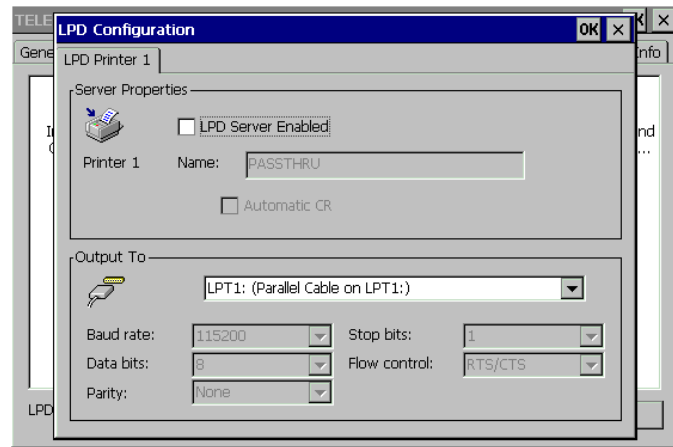 TELE
LPD Configuration OK ×
Gene
LPD Printer 1
Info
Server Properties
LPD Server Enabled
Printer 1 Name: PASSTHRU
Automatic CR
nd
...
Output To
LPT1: (Parallel Cable on LPT1:)
Baud rate: 115200 Stop bits: 1
Data bits: 8 Flow control: RTS/CTS
Parity: None
LPD